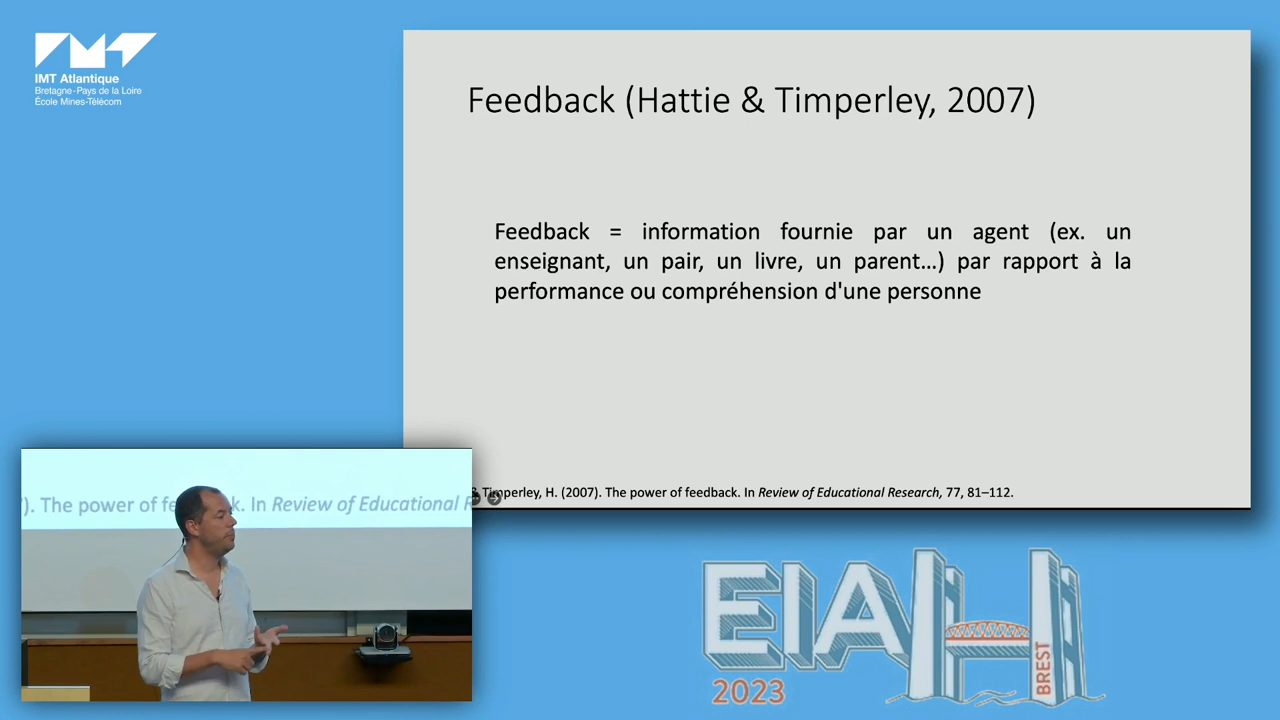 IMT Atlantique
Bretagne-Pays de la Loire
École Mines-Télécom
Feedback (Hattie & Timperley, 2007)
Feedback = information fournie par un agent (ex. un
enseignant, un pair, un livre, un parent...) par rapport à la
performance ou compréhension d'une personne
& Timperley, H. (2007). The power of feedback. In Review of Educational Research, 77, 81–112.
). The power of fe k. In Review of Educational R
EIAH
BREST
2023